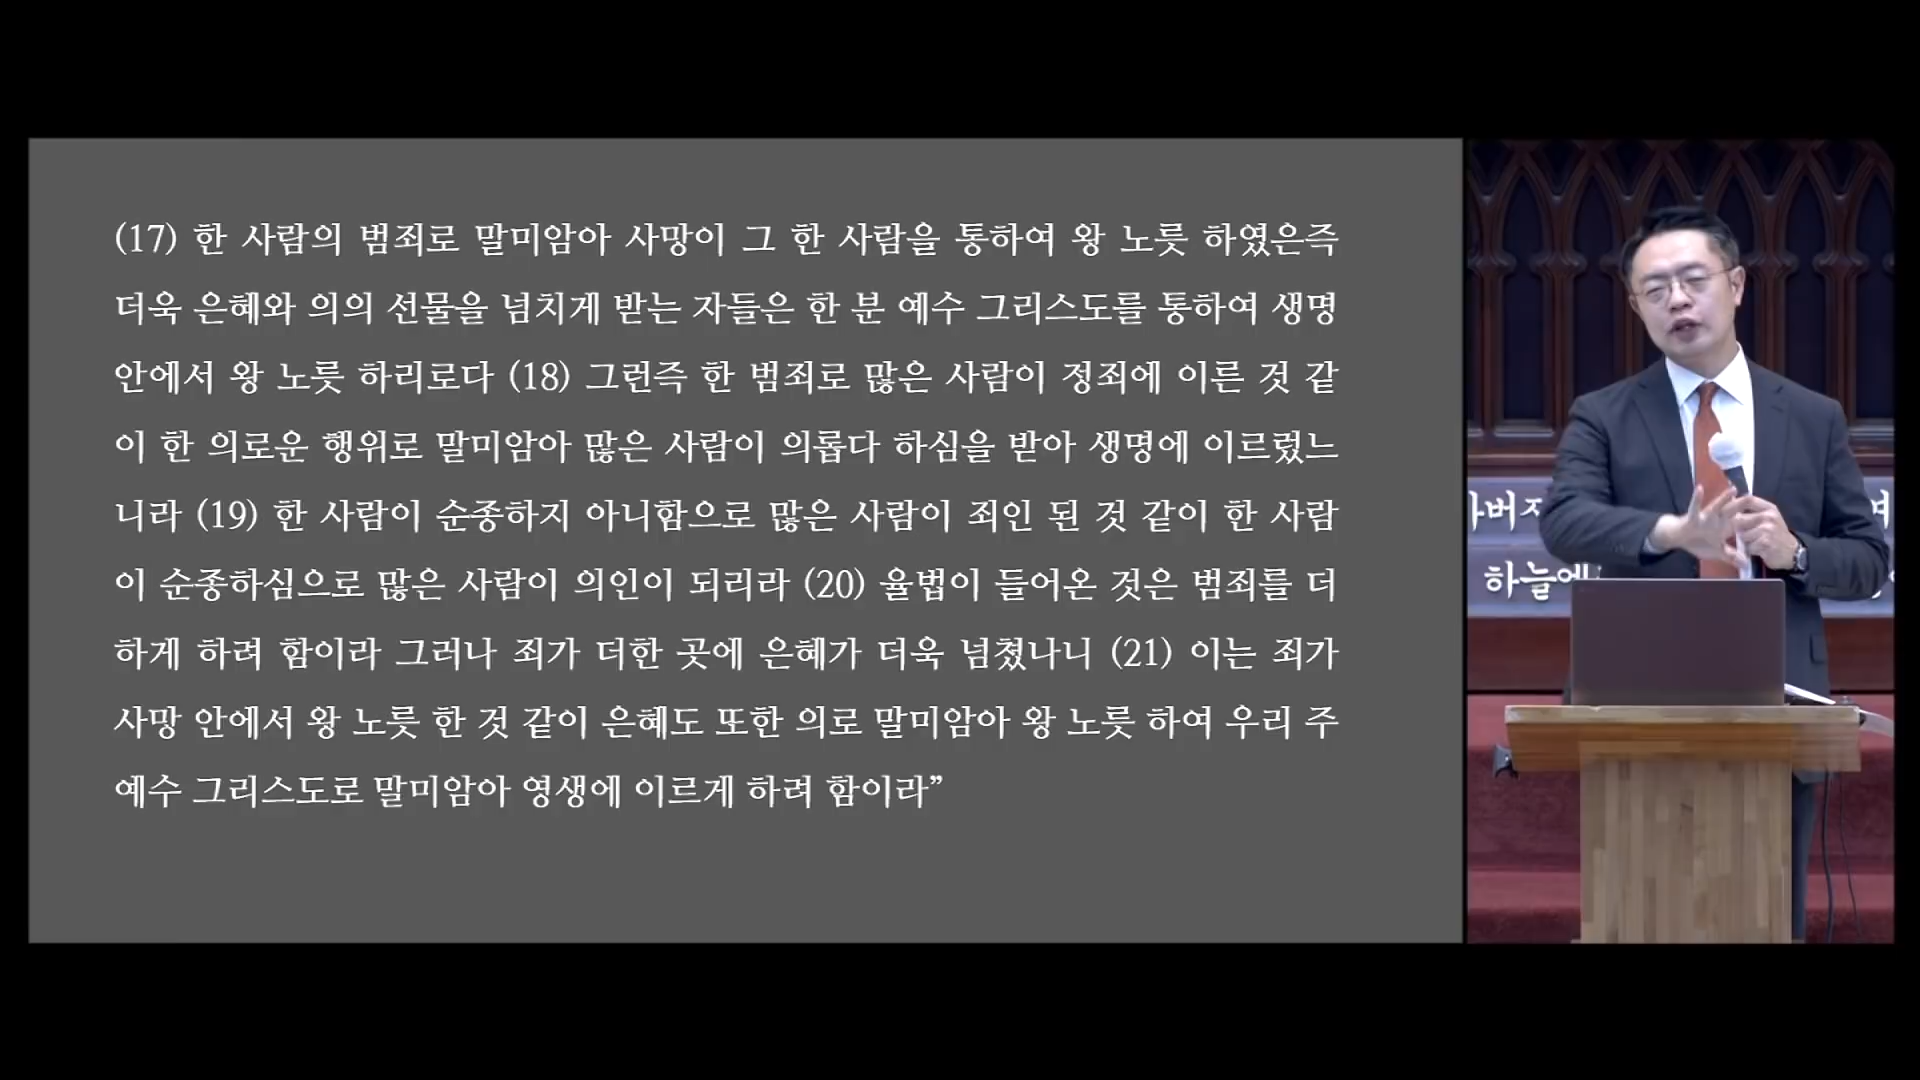 (17) 한 사람의 범죄로 말미암아 사망이 그 한 사람을 통하여 왕 노릇 하였은즉
더욱 은혜와 의의 선물을 넘치게 받는 자들은 한 분 예수 그리스도를 통하여 생명
안에서 왕 노릇 하리로다 (18) 그런즉 한 범죄로 많은 사람이 정죄에 이른 것 같
이 한 의로운 행위로 말미암아 많은 사람이 의롭다 하심을 받아 생명에 이르렀느
니라 (19) 한 사람이 순종하지 아니함으로 많은 사람이 죄인 된 것 같이 한 사람
이 순종하심으로 많은 사람이 의인이 되리라 (20) 율법이 들어온 것은 범죄를 더
하게 하려 함이라 그러나 죄가 더한 곳에 은혜가 더욱 넘쳤나니 (21) 이는 죄가
사망 안에서 왕 노릇 한 것 같이 은혜도 또한 의로 말미암아 왕 노릇 하여 우리 주
예수 그리스도로 말미암아 영생에 이르게 하려 함이라”
하늘에